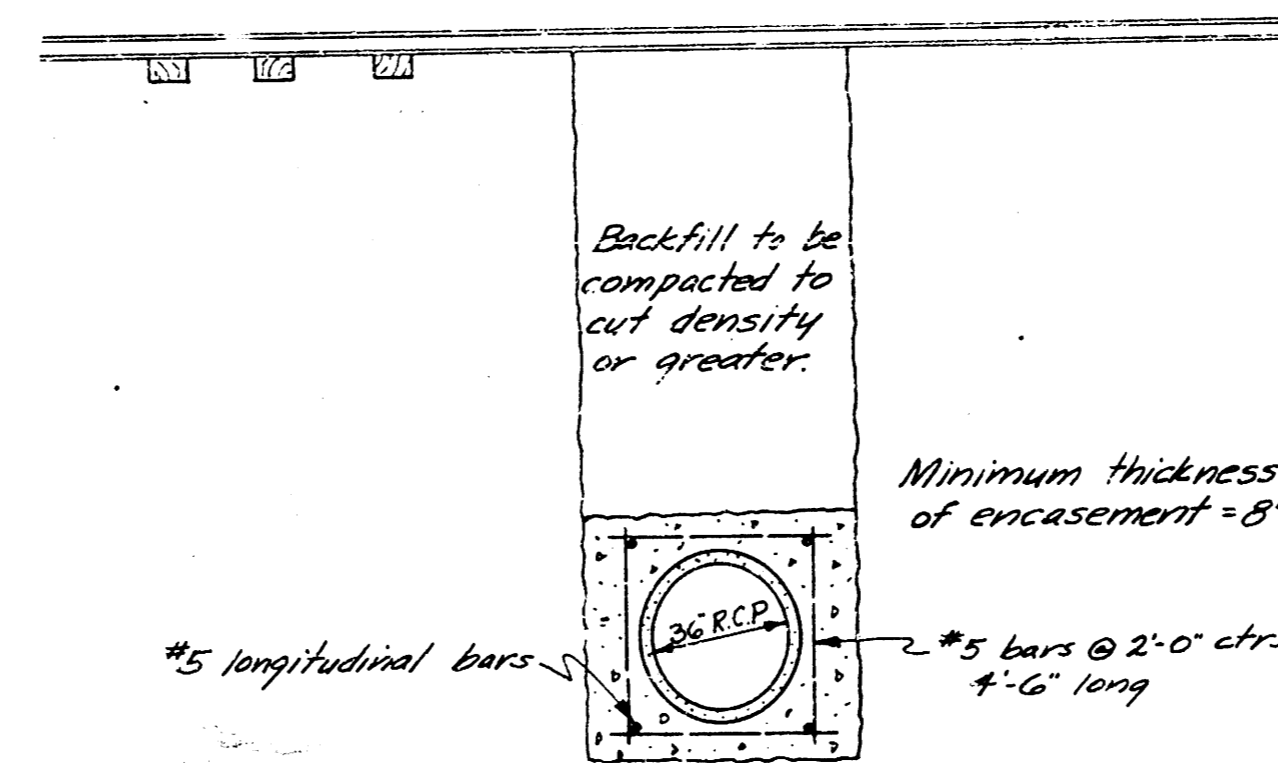 Backfill to be
compacted to
cut density
or greater.
Minimum thickness
of encasement = 8"
36" R.C.P.
#5 longitudinal bars
#5 bars @ 2'-0" ctrs
4'-6" long